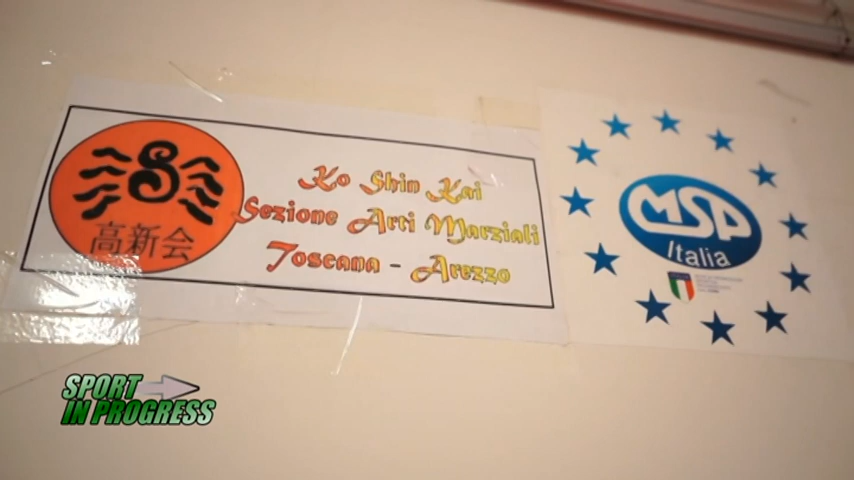 S
高新会
Ko Shin Kai
Sezione Arti Marziali
Toscana - Arezzo
MSP
Italia
SPORT
IN PROGRESS